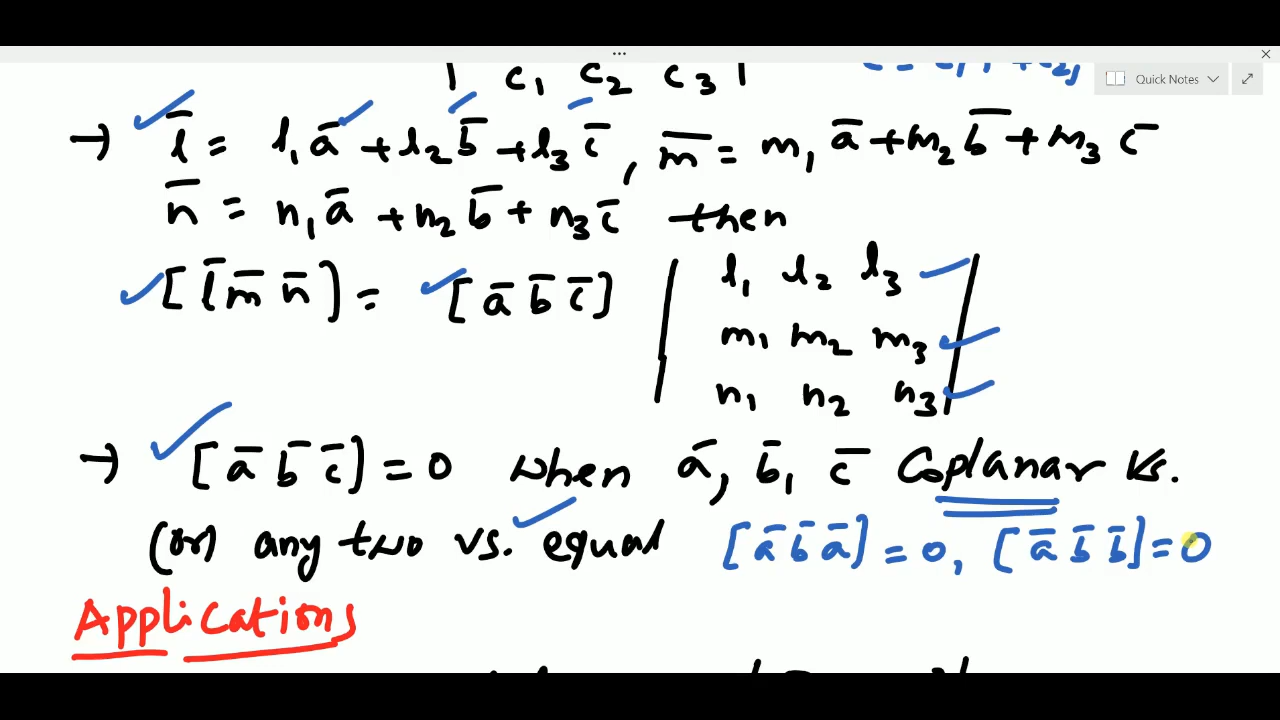 | c₁ c₂ c₃ |
Quick Notes
→ l̄ = l₁ā + l₂b̄ + l₃c̄, m̄ = m₁ā + m₂b̄ + m₃c̄
n̄ = n₁ā + n₂b̄ + n₃c̄ then
[l̄ m̄ n̄] = [ā b̄ c̄] | l₁ l₂ l₃
m₁ m₂ m₃
n₁ n₂ n₃ |
→ [ā b̄ c̄] = 0 when ā, b̄, c̄ Coplanar Vs.
(or) any two vs. equal [ā b̄ ā] = 0, [ā b̄ b̄] = 0
Applications